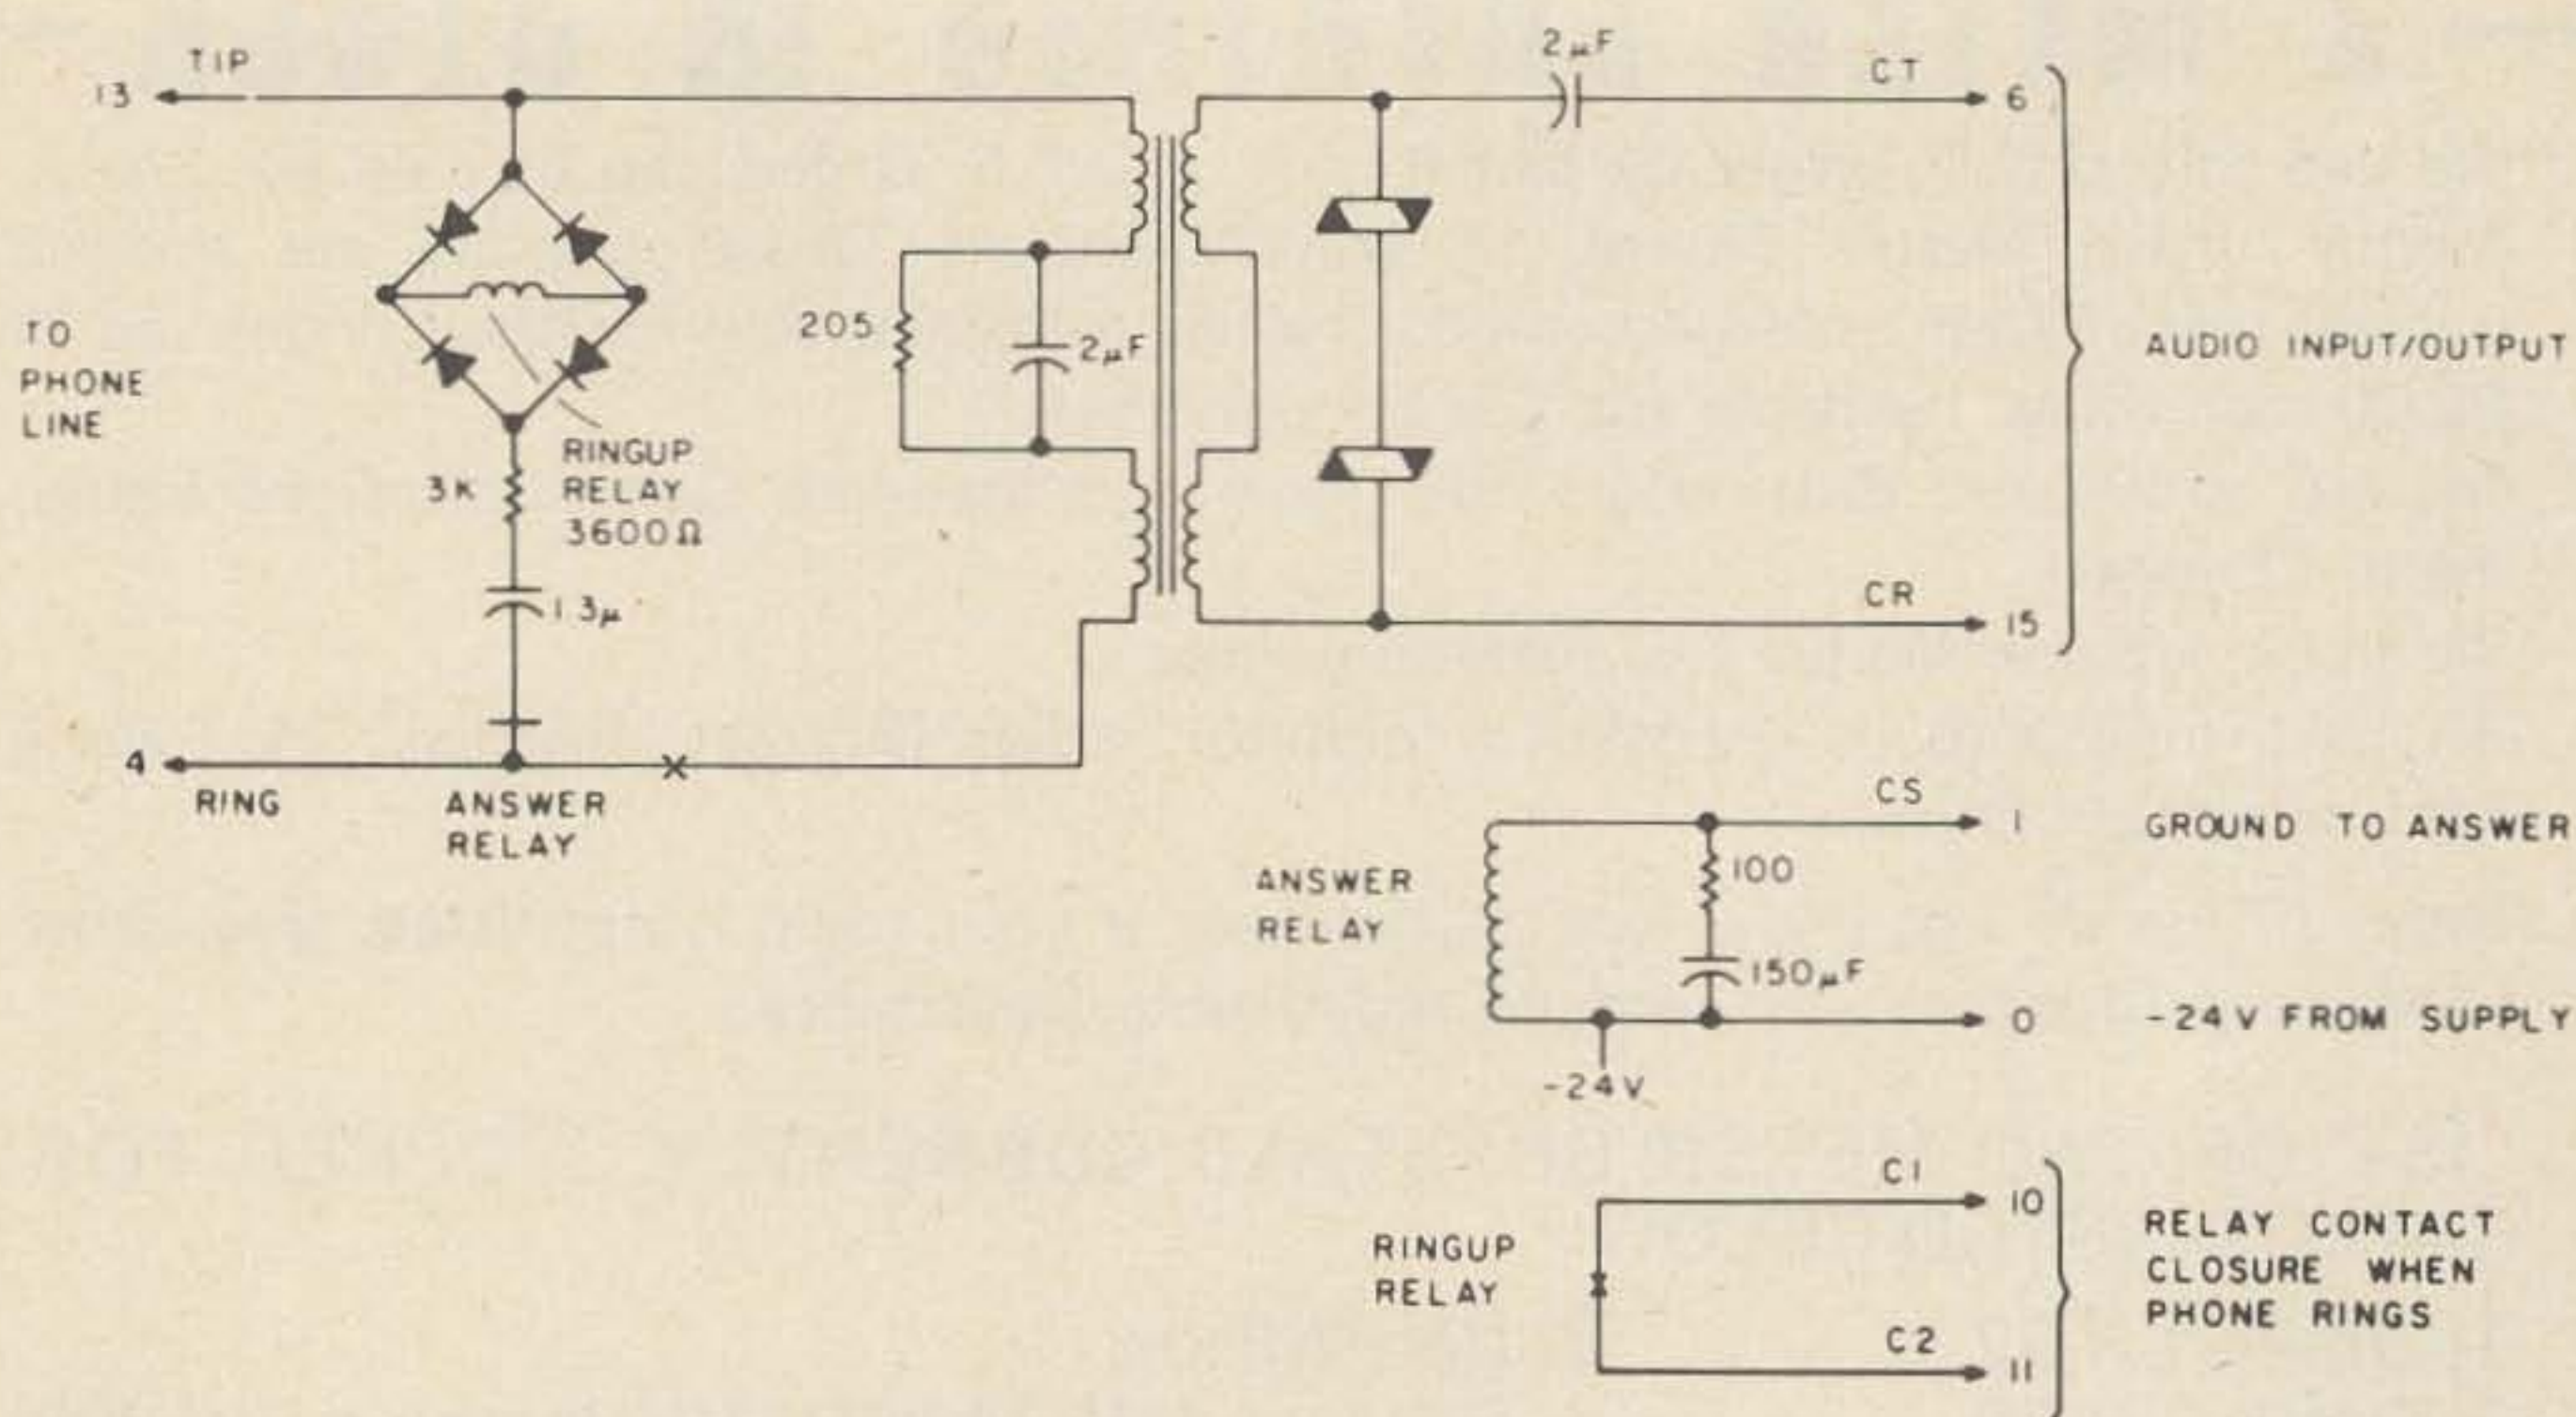 TIP
13
TO
PHONE
LINE
RINGUP
RELAY
3600Ω
3K
1.3µ
4
RING
ANSWER
RELAY
205
2µF
2µF
CT
6
AUDIO INPUT/OUTPUT
CR
15
ANSWER
RELAY
CS
1
GROUND TO ANSWER
100
150µF
0
-24V FROM SUPPLY
-24V
RINGUP
RELAY
C1
10
RELAY CONTACT
CLOSURE WHEN
PHONE RINGS
C2
11